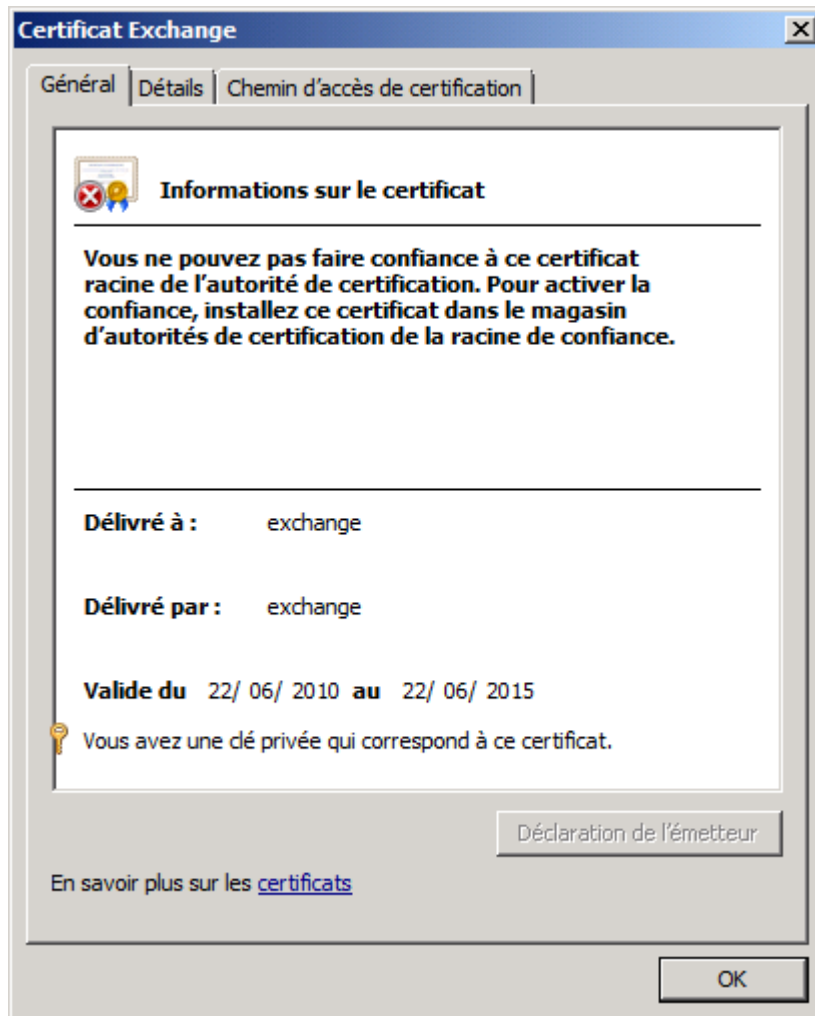 Certificat Exchange
Général
Détails
Chemin d'accès de certification
Informations sur le certificat
Vous ne pouvez pas faire confiance à ce certificat
racine de l'autorité de certification. Pour activer la
confiance, installez ce certificat dans le magasin
d'autorités de certification de la racine de confiance.
Délivré à : exchange
Délivré par : exchange
Valide du 22/ 06/ 2010 au 22/ 06/ 2015
Vous avez une clé privée qui correspond à ce certificat.
Déclaration de l'émetteur
En savoir plus sur les certificats
OK